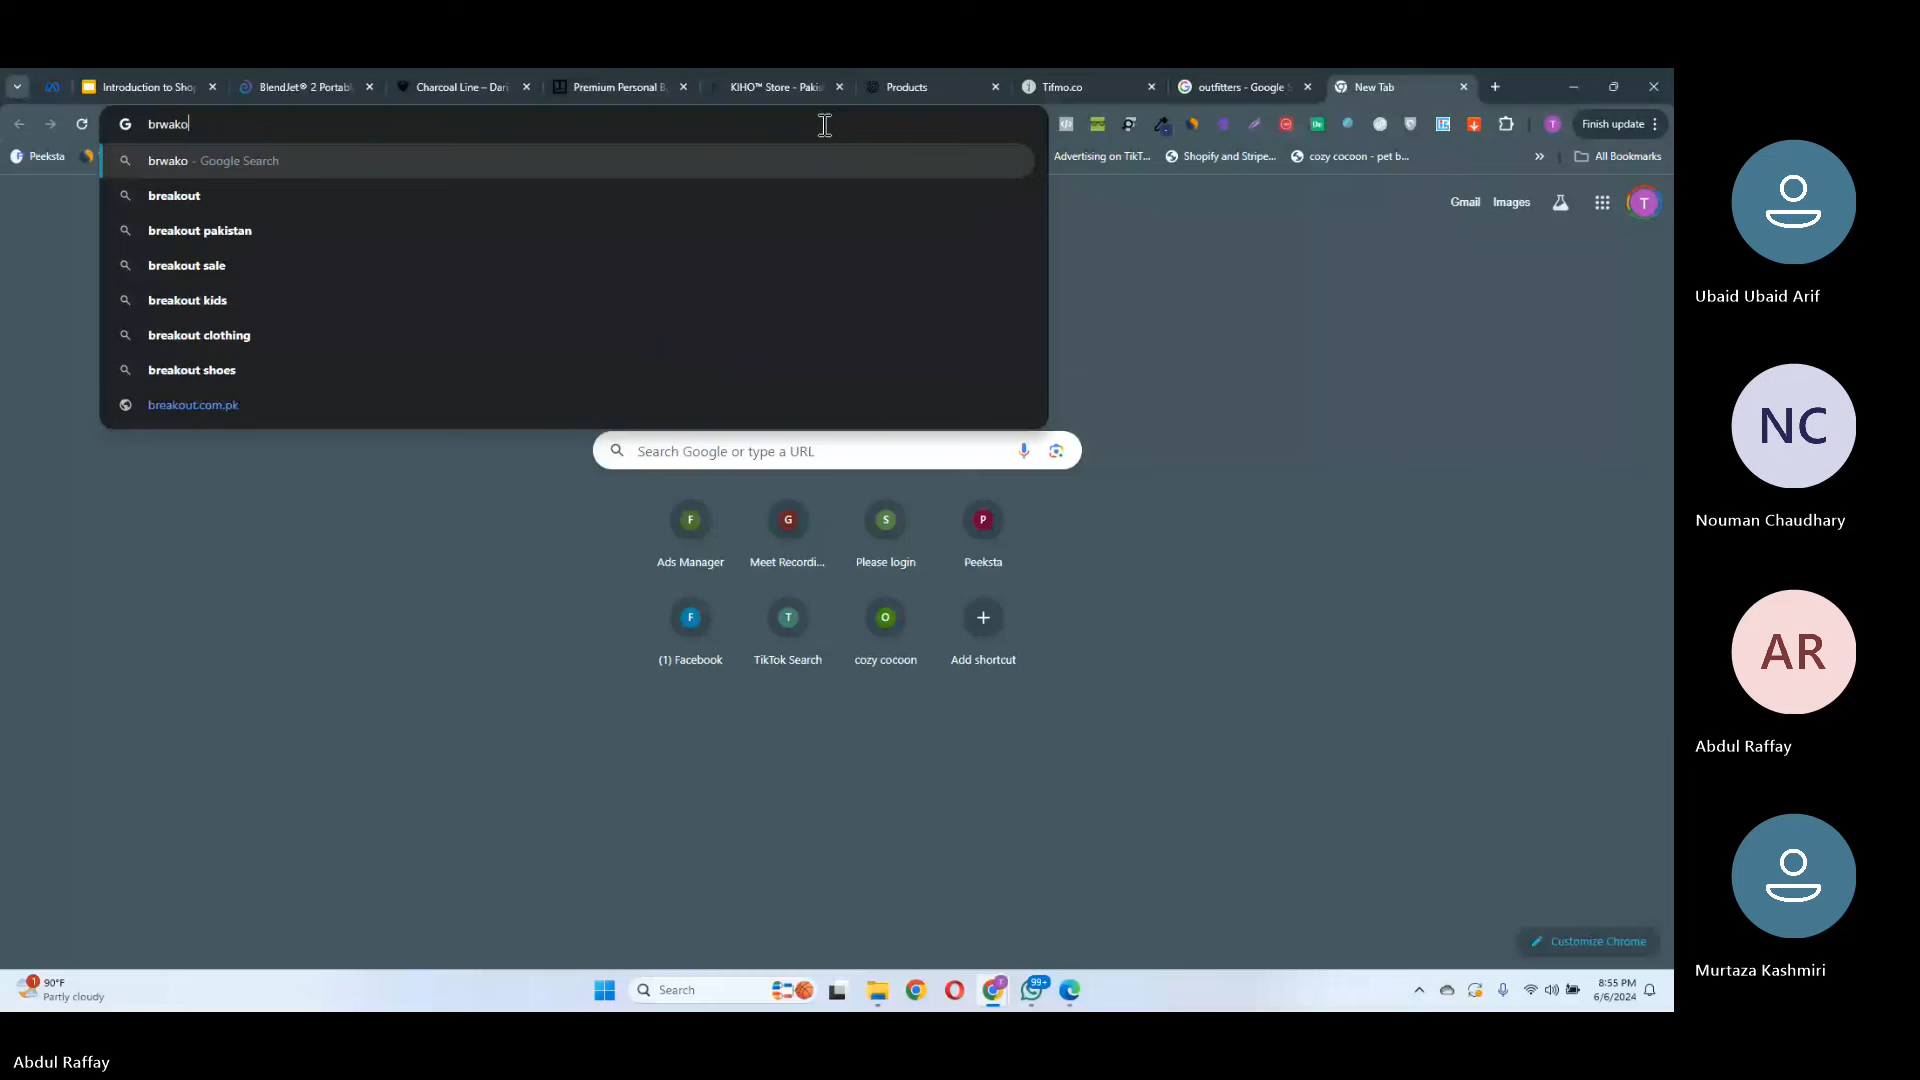 Introduction to Sho
BlendJet® 2 Portab
Charcoal Line – Dari
Premium Personal B
KIHO™ Store - Pakis
Products
Tifmo.co
outfitters - Google S
New Tab
brwako
Finish update
Peeksta
Advertising on TikT...
Shopify and Stripe...
cozy cocoon - pet b...
»
All Bookmarks
brwako - Google Search
breakout
breakout pakistan
breakout sale
breakout kids
breakout clothing
breakout shoes
breakout.com.pk
Gmail
Images
T
Search Google or type a URL
F
G
S
P
Ads Manager
Meet Recordi...
Please login
Peeksta
F
T
O
(1) Facebook
TikTok Search
cozy cocoon
Add shortcut
Customize Chrome
Ubaid Ubaid Arif
NC
Nouman Chaudhary
AR
Abdul Raffay
Murtaza Kashmiri
1
90°F
Partly cloudy
Search
99+
8:55 PM
6/6/2024
Abdul Raffay